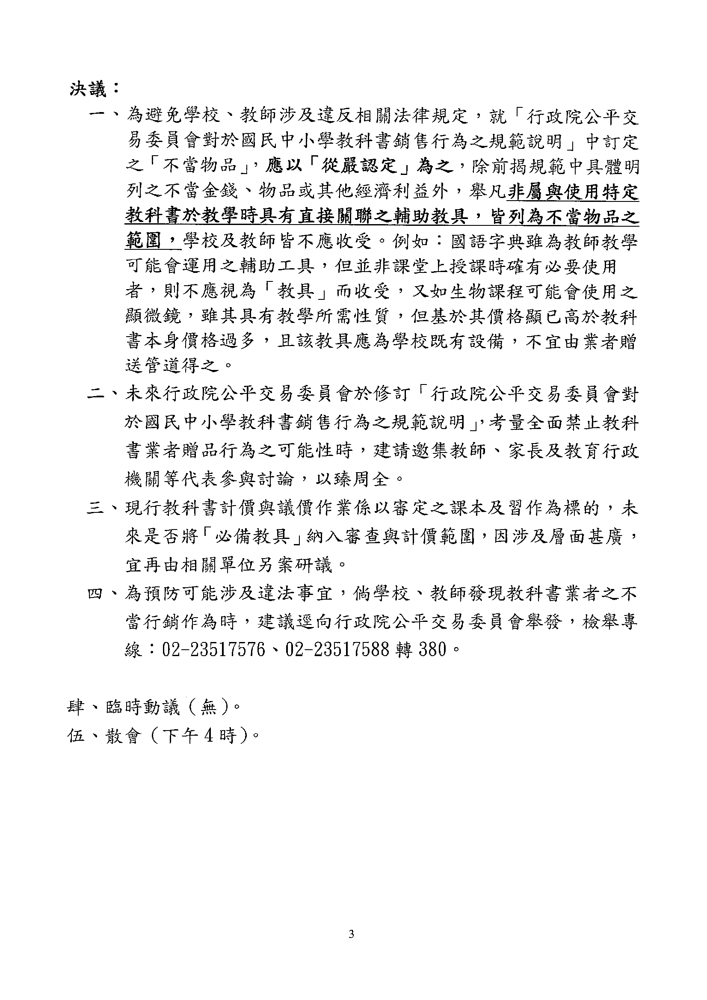 決議：
一、為避免學校、教師涉及違反相關法律規定，就「行政院公平交
易委員會對於國民中小學教科書銷售行為之規範說明」中訂定
之「不當物品」，應以「從嚴認定」為之，除前揭規範中具體明
列之不當金錢、物品或其他經濟利益外，舉凡非屬與使用特定
教科書於教學時具有直接關聯之輔助教具，皆列為不當物品之
範圍，學校及教師皆不應收受。例如：國語字典雖為教師教學
可能會運用之輔助工具，但並非課堂上授課時確有必要使用
者，則不應視為「教具」而收受，又如生物課程可能會使用之
顯微鏡，雖其具有教學所需性質，但基於其價格顯已高於教科
書本身價格過多，且該教具應為學校既有設備，不宜由業者贈
送管道得之。
二、未來行政院公平交易委員會於修訂「行政院公平交易委員會對
於國民中小學教科書銷售行為之規範說明」，考量全面禁止教科
書業者贈品行為之可能性時，建請邀集教師、家長及教育行政
機關等代表參與討論，以臻周全。
三、現行教科書計價與議價作業係以審定之課本及習作為標的，未
來是否將「必備教具」納入審查與計價範圍，因涉及層面甚廣，
宜再由相關單位另案研議。
四、為預防可能涉及違法事宜，倘學校、教師發現教科書業者之不
當行銷作為時，建議逕向行政院公平交易委員會舉發，檢舉專
線：02-23517576、02-23517588 轉 380。
肆、臨時動議（無）。
伍、散會（下午 4 時）。
3